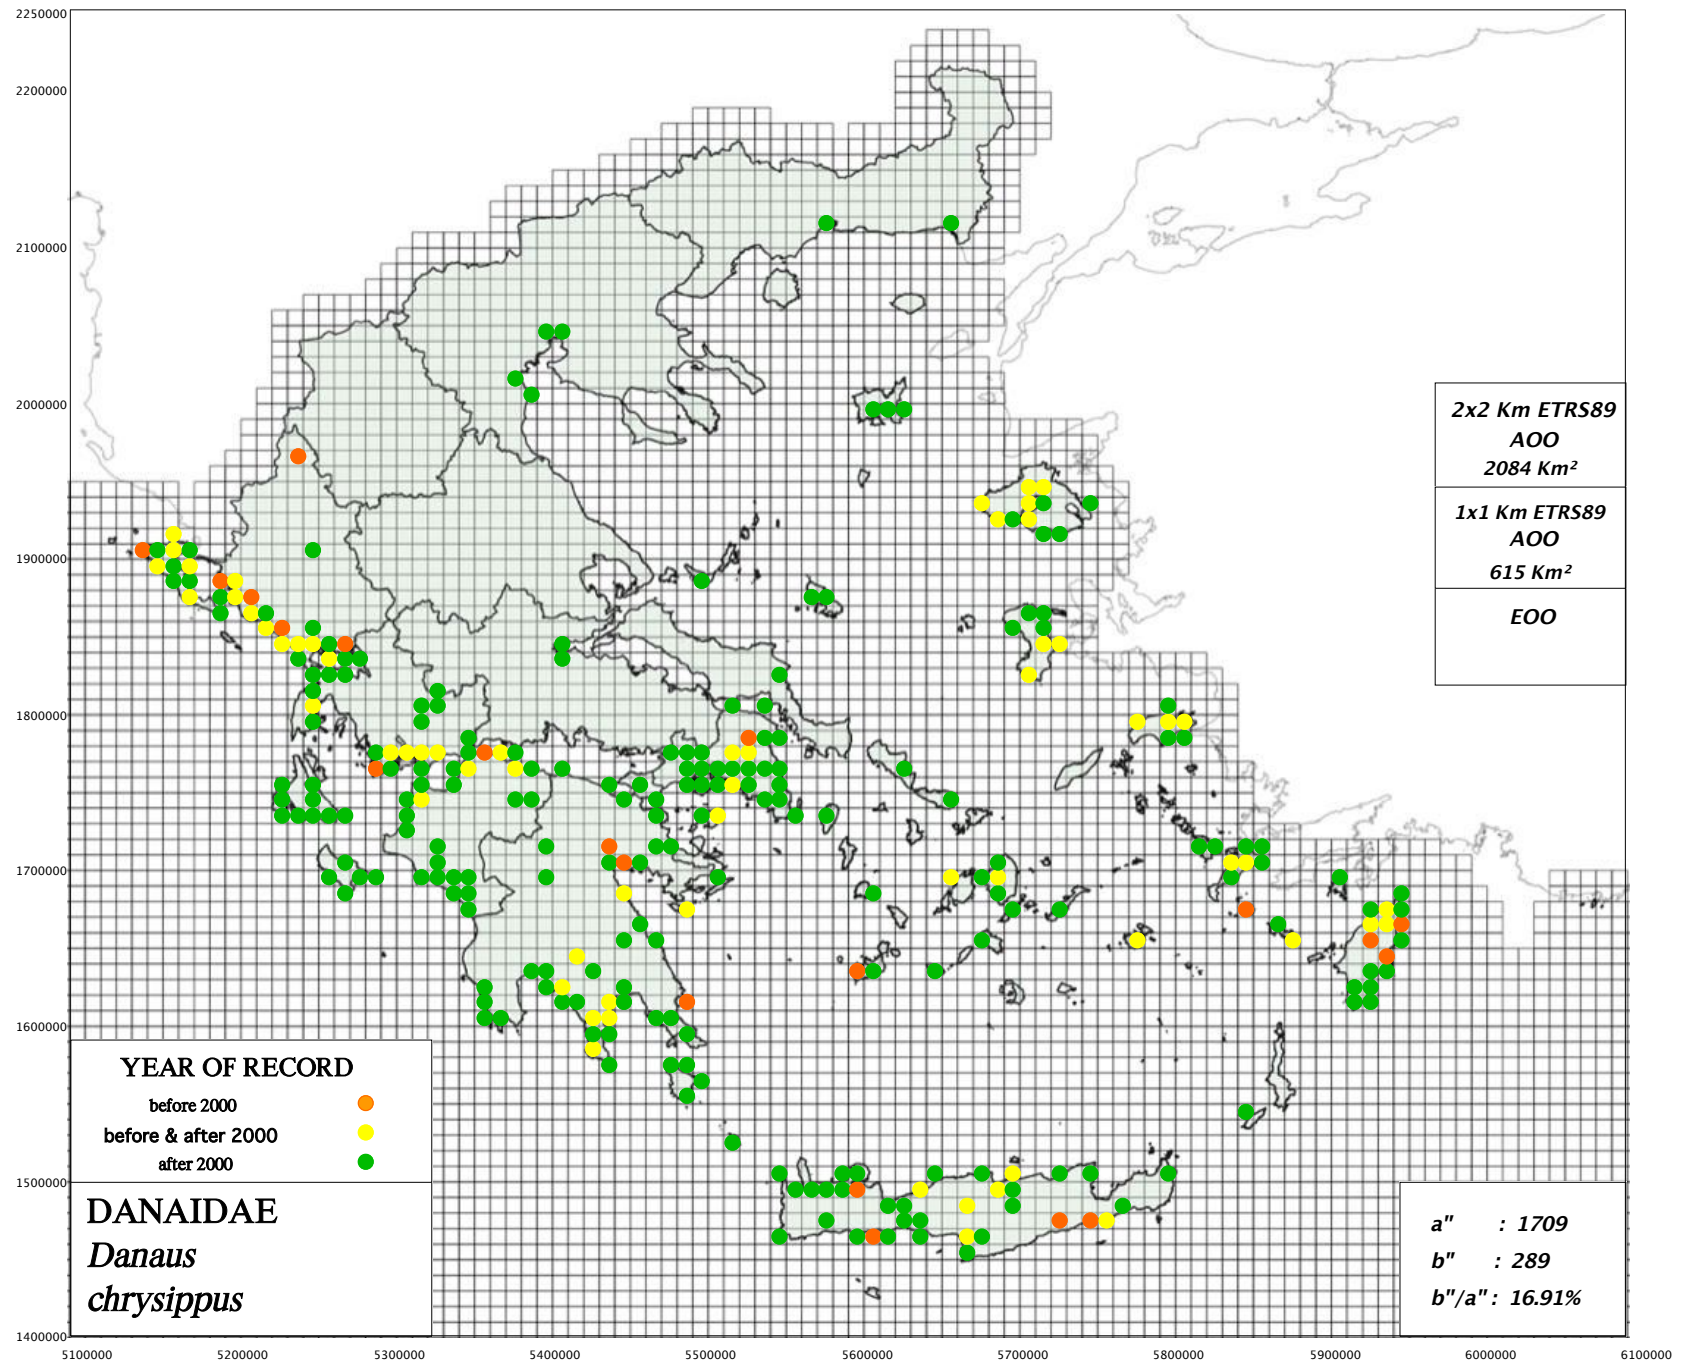 2250000
2200000
2100000
2000000
1900000
1800000
1700000
1600000
1500000
1400000
2x2 Km ETRS89
AOO
2084 Km²
1x1 Km ETRS89
AOO
615 Km²
EOO
YEAR OF RECORD
before 2000
before & after 2000
after 2000
DANAIDAE
Danaus
chrysippus
a" : 1709
b" : 289
b"/a" : 16.91%
5100000 5200000 5300000 5400000 5500000 5600000 5700000 5800000 5900000 6000000 6100000